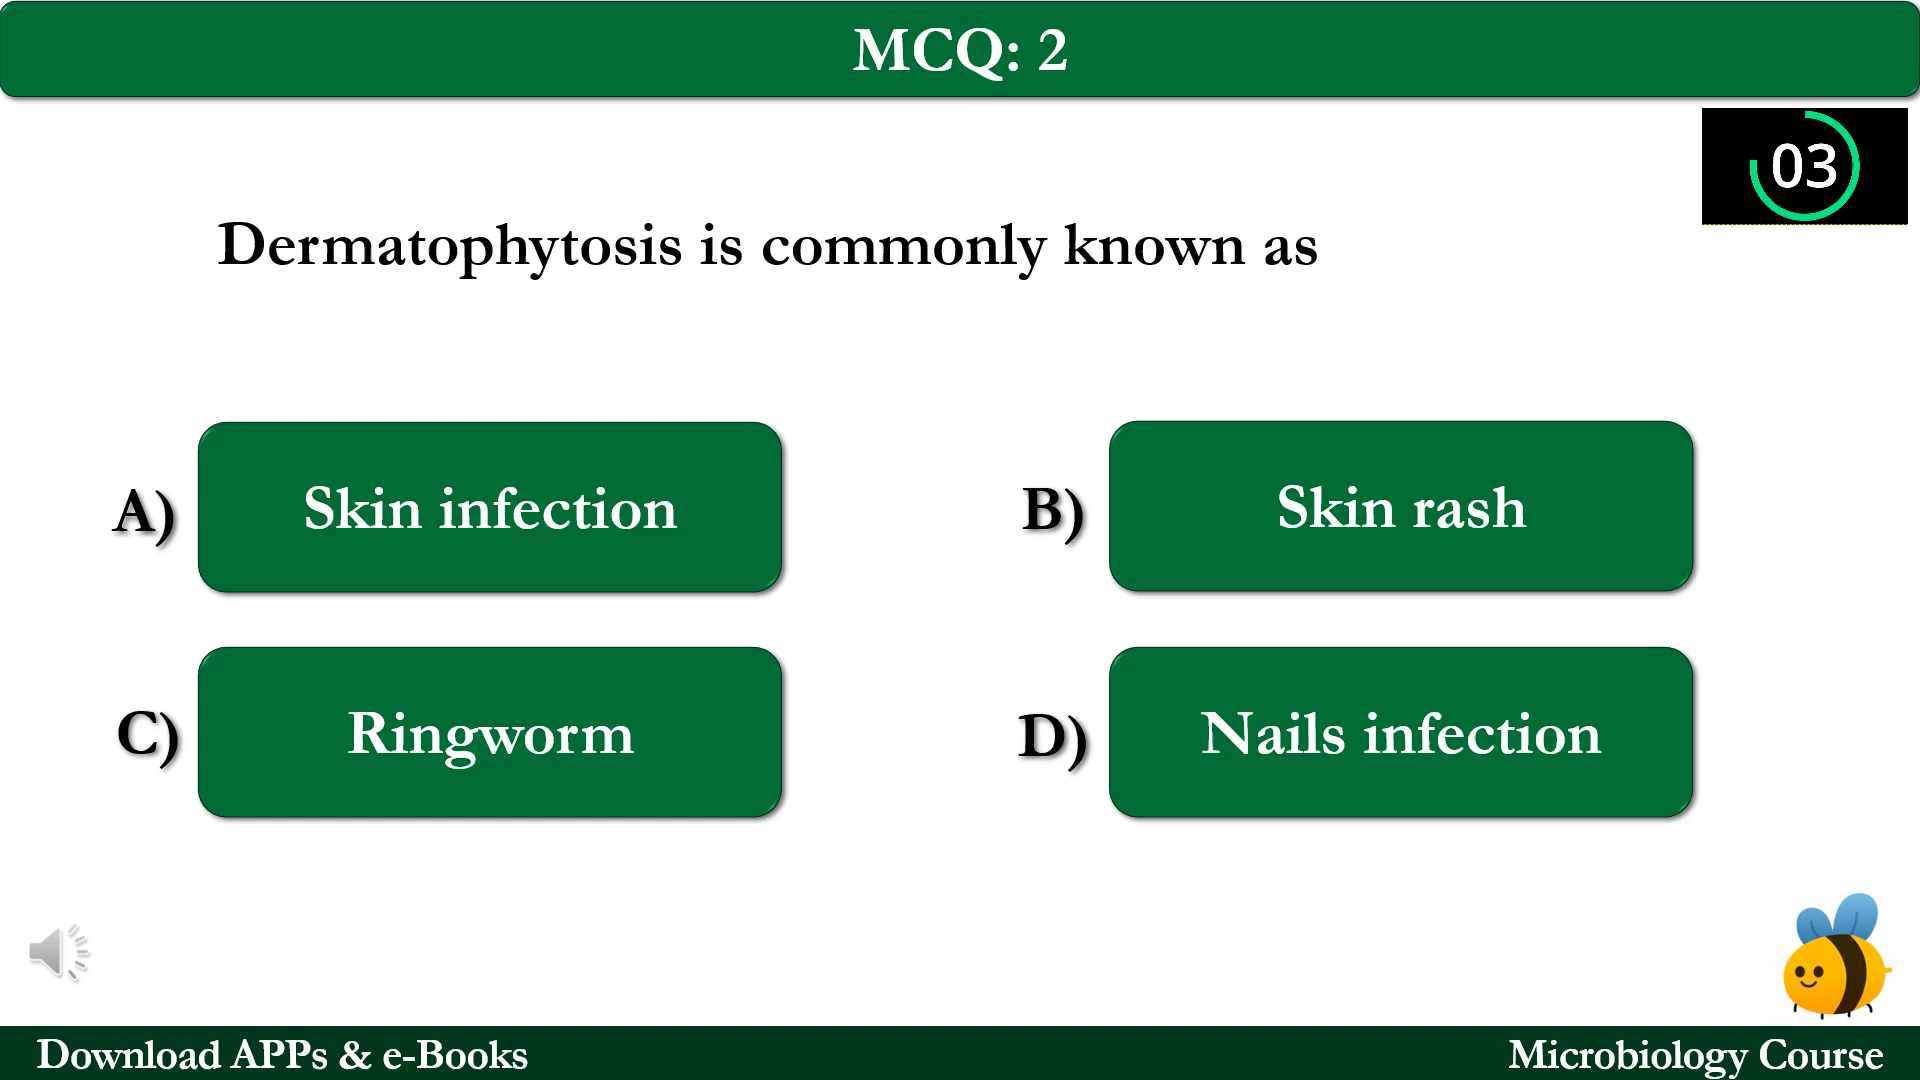 MCQ: 2
03
Dermatophytosis is commonly known as
A) Skin infection
B) Skin rash
C) Ringworm
D) Nails infection
Download APPs & e-Books
Microbiology Course